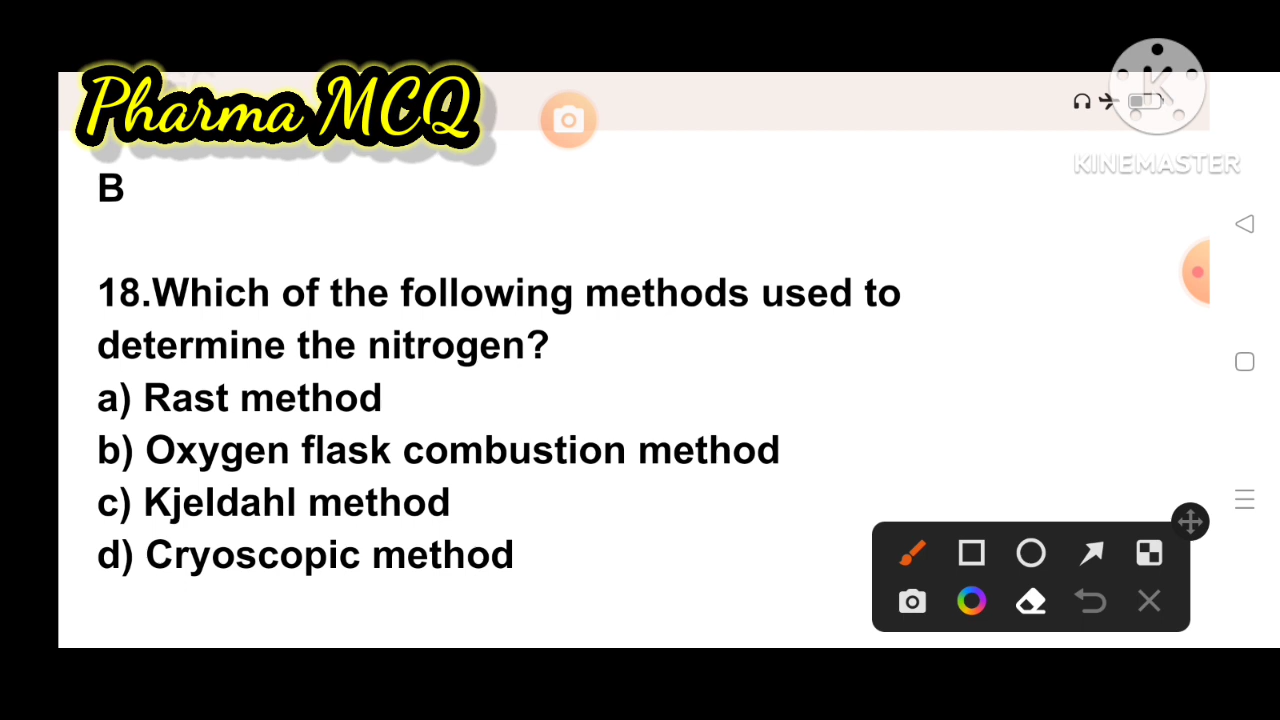 Pharma MCQ
KINEMASTER
B
18.Which of the following methods used to
determine the nitrogen?
a) Rast method
b) Oxygen flask combustion method
c) Kjeldahl method
d) Cryoscopic method